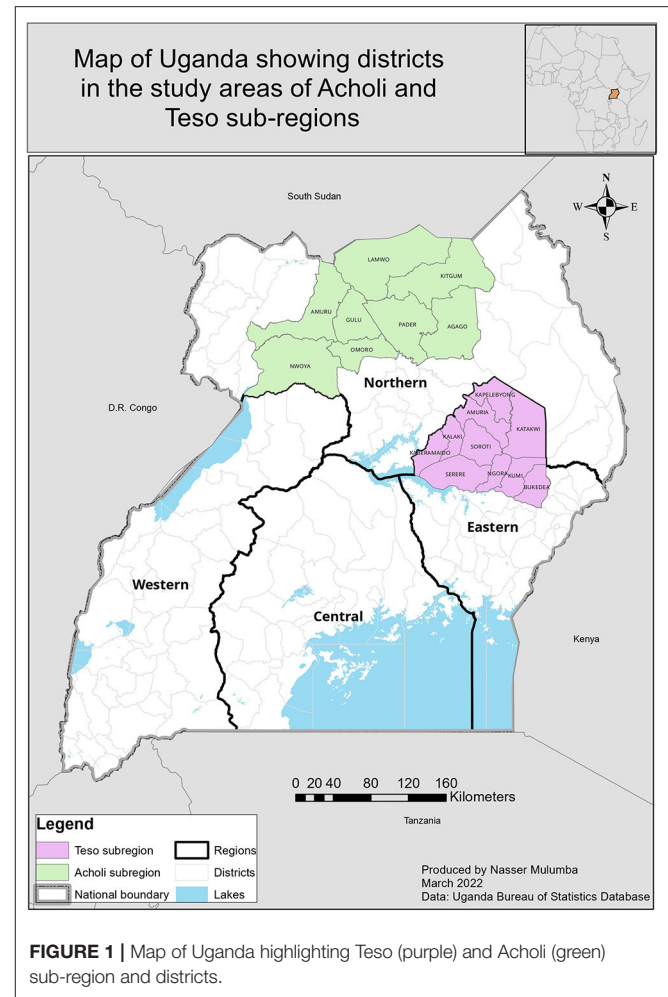 Map of Uganda showing districts
in the study areas of Acholi and
Teso sub-regions
South Sudan
N
W E
S
LAMWO
KITGUM
AMURU
GULU
PADER
AGAGO
OMORO
NWOYA
Northern
D.R. Congo
KAPELEBYONG
AMURIA
KATAKWI
KALAKI
SOROTI
KABERAMAIDO
SERERE
NGORA
KUMI
BUKEDEA
Eastern
Western
Central
Kenya
0 20 40 80 120 160
Kilometers
Tanzania
Legend
Teso subregion
Regions
Acholi subregion
Districts
National boundary
Lakes
Produced by Nasser Mulumba
March 2022
Data: Uganda Bureau of Statistics Database
FIGURE 1 | Map of Uganda highlighting Teso (purple) and Acholi (green)
sub-region and districts.